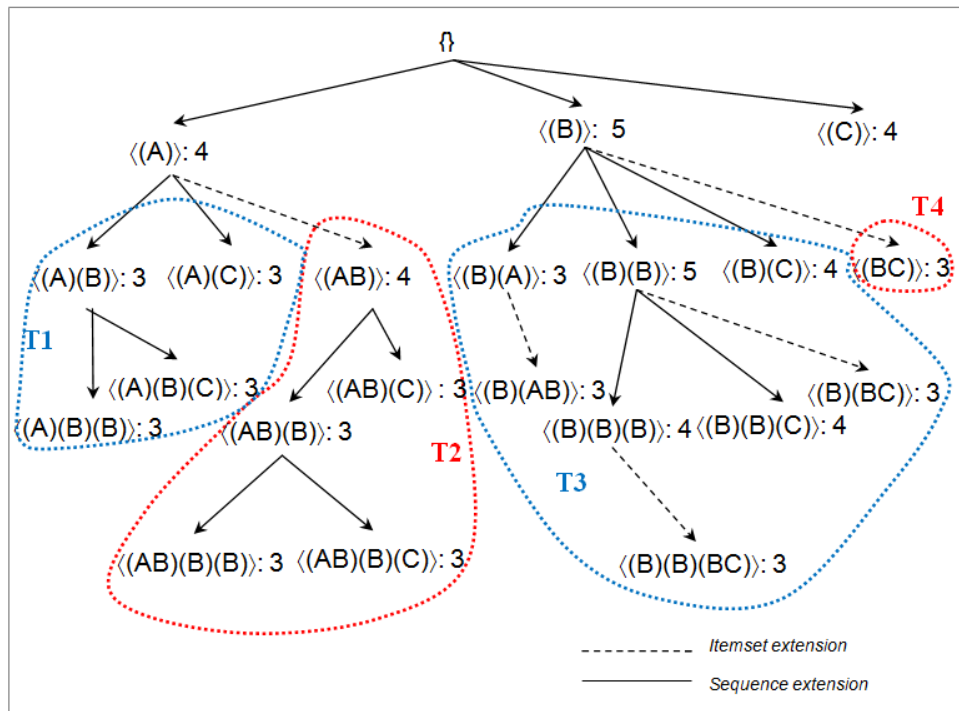 {}
⟨(A)⟩: 4
⟨(B)⟩: 5
⟨(C)⟩: 4
T4
⟨(A)(B)⟩: 3
⟨(A)(C)⟩: 3
⟨(AB)⟩: 4
⟨(B)(A)⟩: 3
⟨(B)(B)⟩: 5
⟨(B)(C)⟩: 4
⟨(BC)⟩: 3
T1
⟨(A)(B)(C)⟩: 3
⟨(AB)(C)⟩: 3
⟨(B)(AB)⟩: 3
⟨(B)(BC)⟩: 3
⟨(A)(B)(B)⟩: 3
⟨(AB)(B)⟩: 3
T2
⟨(B)(B)(B)⟩: 4
⟨(B)(B)(C)⟩: 4
T3
⟨(AB)(B)(B)⟩: 3
⟨(AB)(B)(C)⟩: 3
⟨(B)(B)(BC)⟩: 3
Itemset extension
Sequence extension